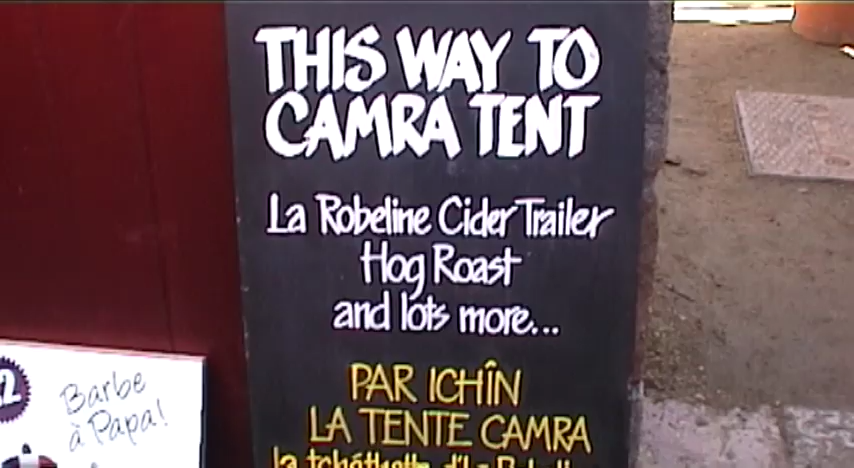 THIS WAY TO
CAMRA TENT
La Robeline Cider Trailer
Hog Roast
and lots more...
PAR ICHÎN
LA TENTE CAMRA
la
Barbe
à Papa!